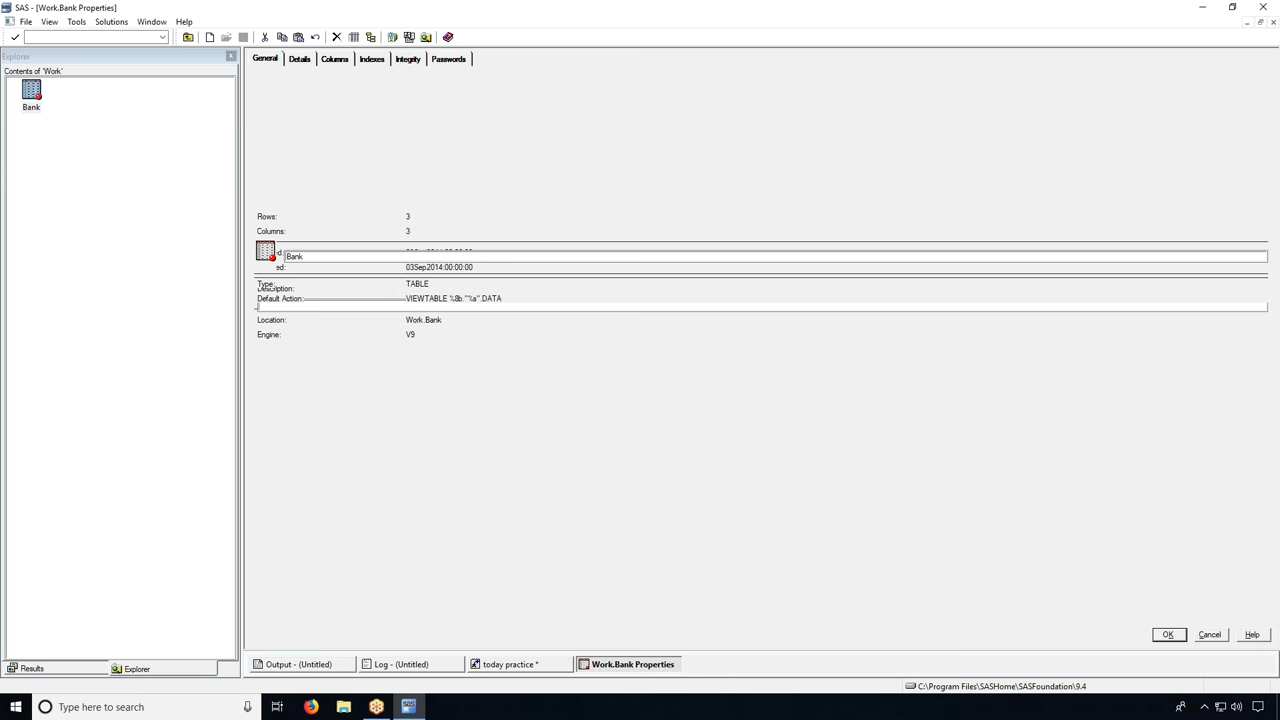 SAS - [Work.Bank Properties]
File View Tools Solutions Window Help
Explorer
Contents of 'Work'
Bank
General Details Columns Indexes Integrity Passwords
Rows: 3
Columns: 3
Bank
ed: 03Sep2014:00:00:00
Type: TABLE
Description:
Default Action: VIEWTABLE %8b."%s".DATA
Location: Work.Bank
Engine: V9
OK Cancel Help
Results Explorer
Output - (Untitled) Log - (Untitled) today practice * Work.Bank Properties
C:\Program Files\SASHome\SASFoundation\9.4
Type here to search